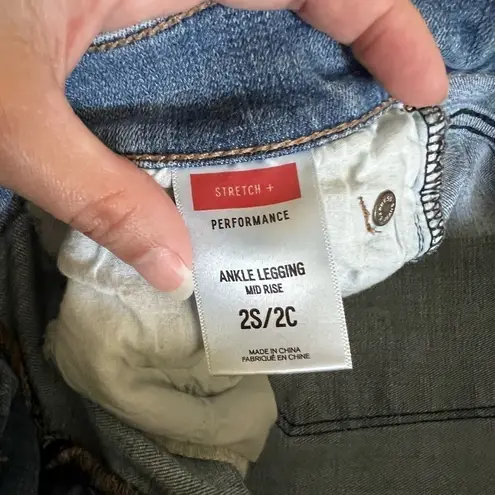 STRETCH +
PERFORMANCE
ANKLE LEGGING
MID RISE
2S/2C
MADE IN CHINA
FABRIQUÉ EN CHINE